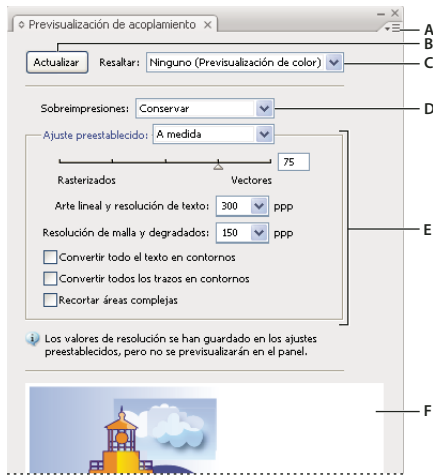 Previsualización de acoplamiento
A
B
Actualizar Resaltar: Ninguno (Previsualización de color)
C
Sobreimpresiones: Conservar
D
Ajuste preestablecido: A medida
75
Rasterizados Vectores
Arte lineal y resolución de texto: 300 ppp
E
Resolución de malla y degradados: 150 ppp
Convertir todo el texto en contornos
Convertir todos los trazos en contornos
Recortar áreas complejas
Los valores de resolución se han guardado en los ajustes
preestablecidos, pero no se previsualizarán en el panel.
F